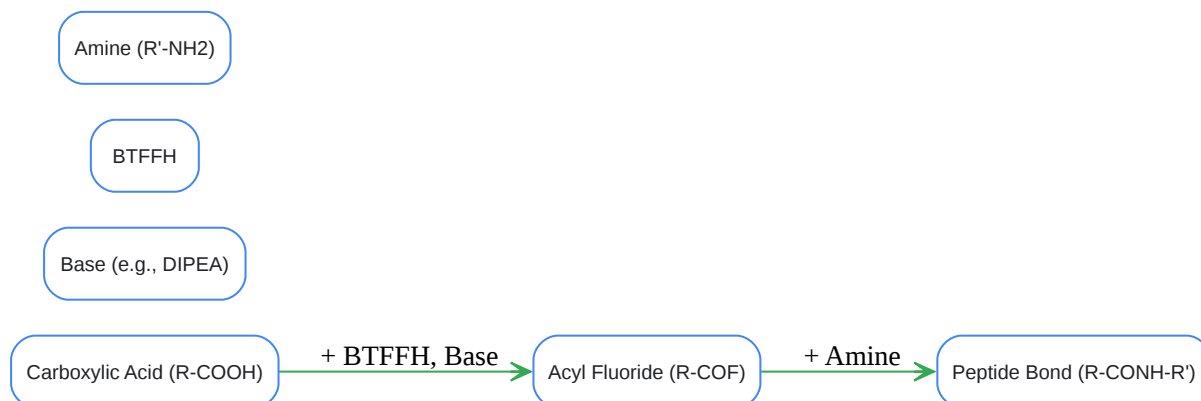 Amine (R'-NH2)
BTFFH
Base (e.g., DIPEA)
Carboxylic Acid (R-COOH)
+ BTFFH, Base
Acyl Fluoride (R-COF)
+ Amine
Peptide Bond (R-CONH-R')